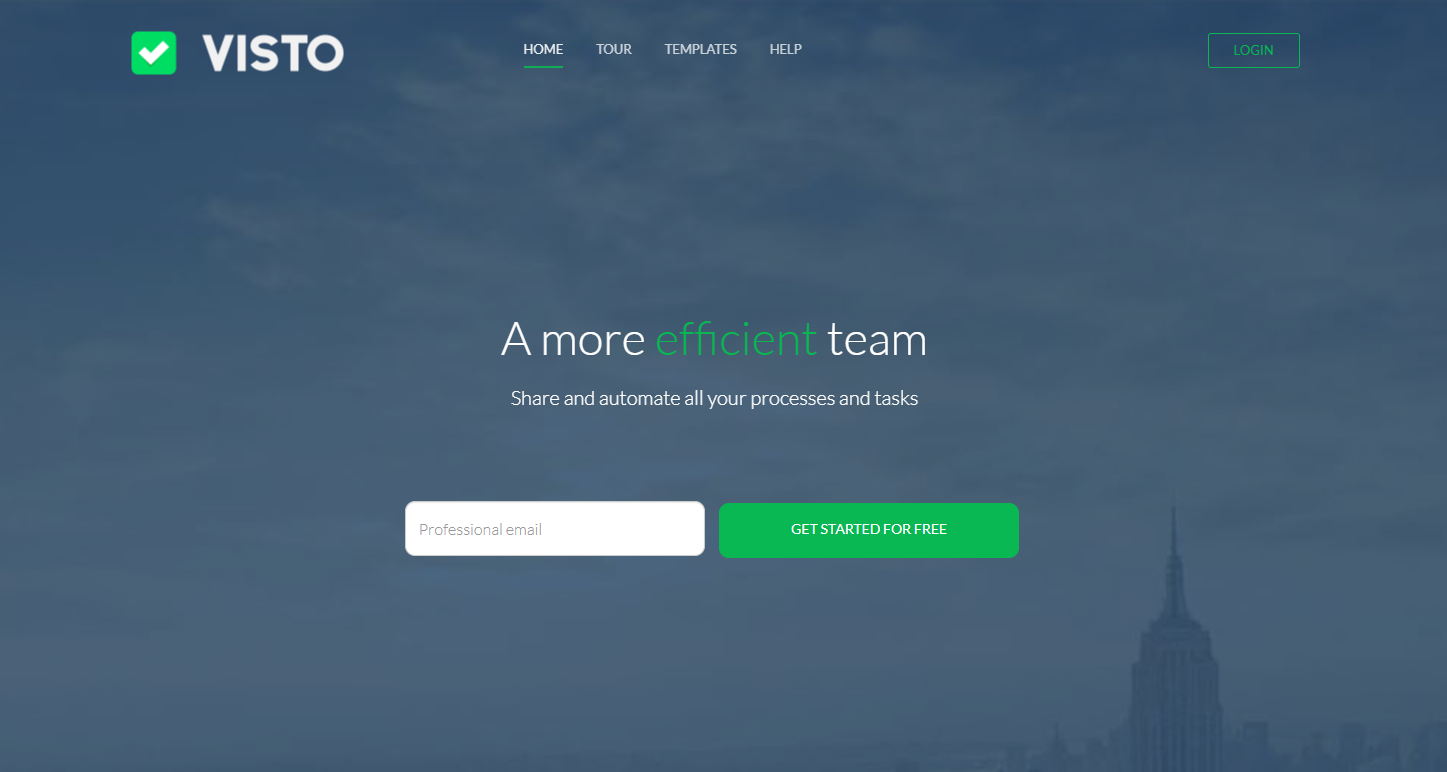 VISTO
HOME TOUR TEMPLATES HELP
LOGIN
A more efficient team
Share and automate all your processes and tasks
Professional email
GET STARTED FOR FREE